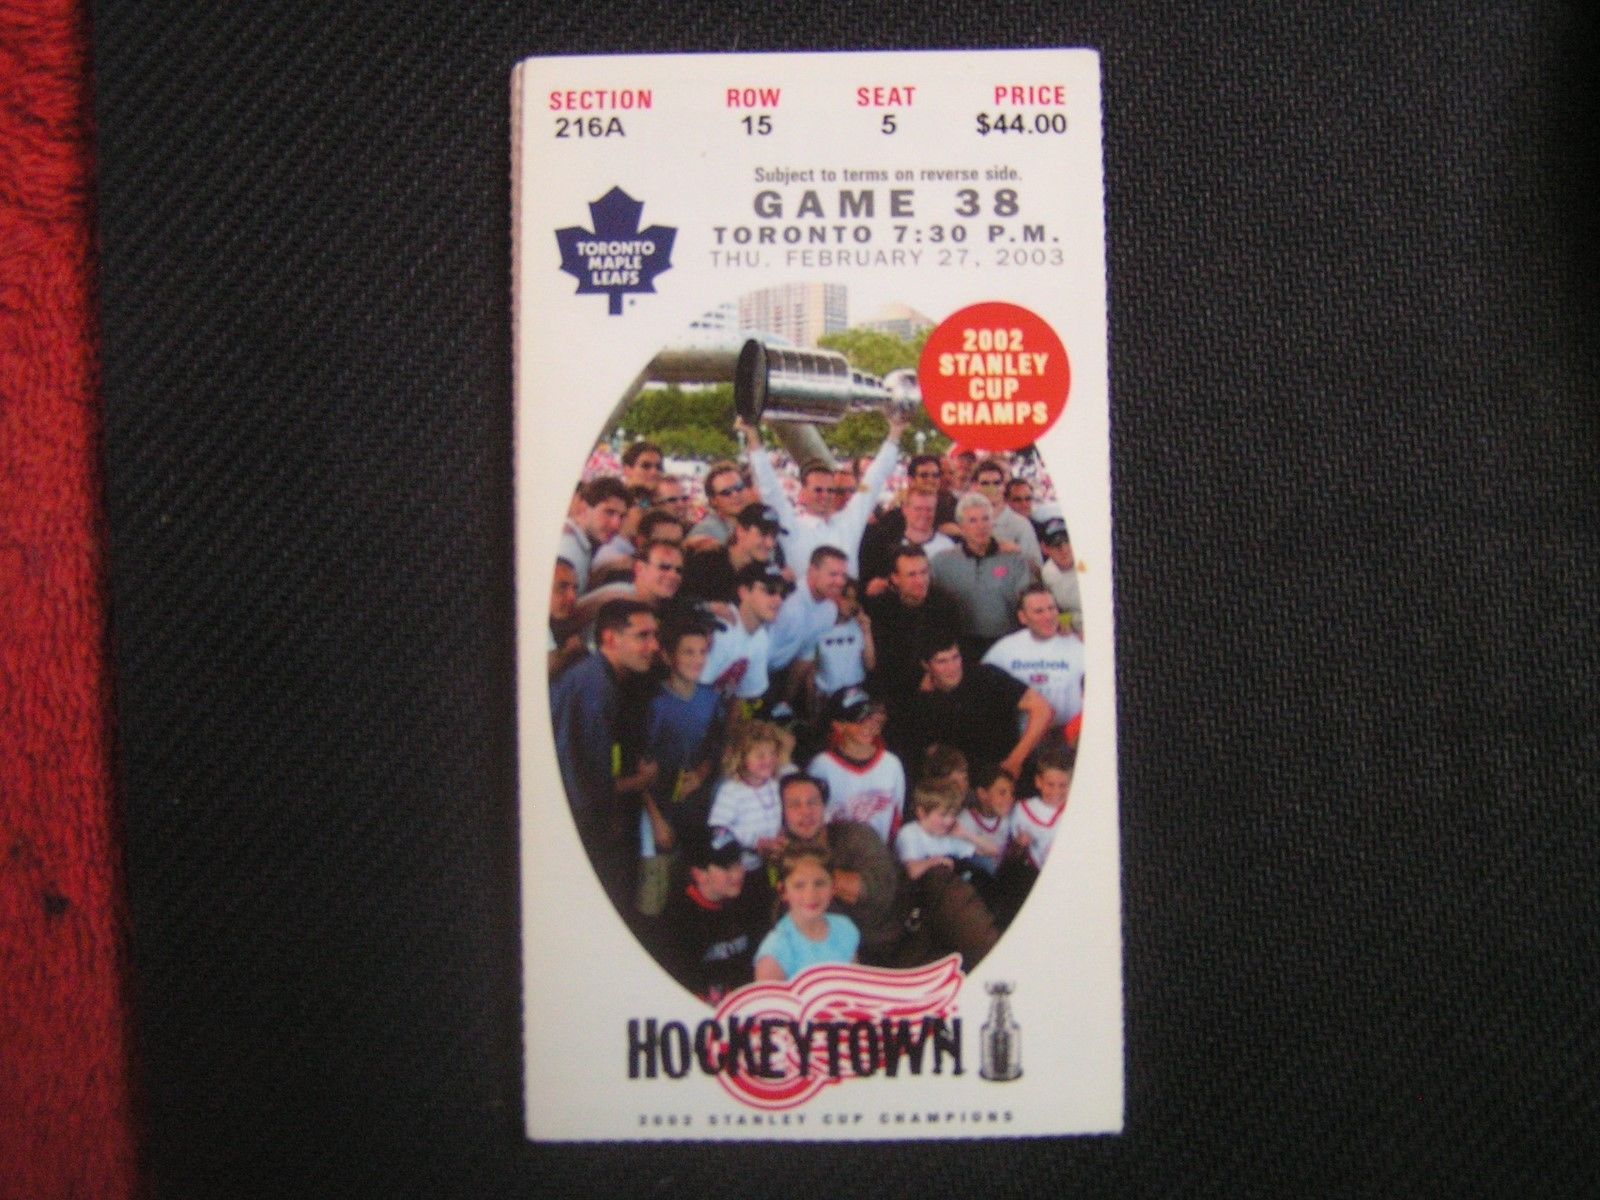 SECTION ROW SEAT PRICE
216A 15 5 $44.00
Subject to terms on reverse side.
GAME 38
TORONTO 7:30 P.M.
THU. FEBRUARY 27, 2003
TORONTO
MAPLE
LEAFS
2002
STANLEY
CUP
CHAMPS
Reebok
HOCKEYTOWN
2002 STANLEY CUP CHAMPIONS